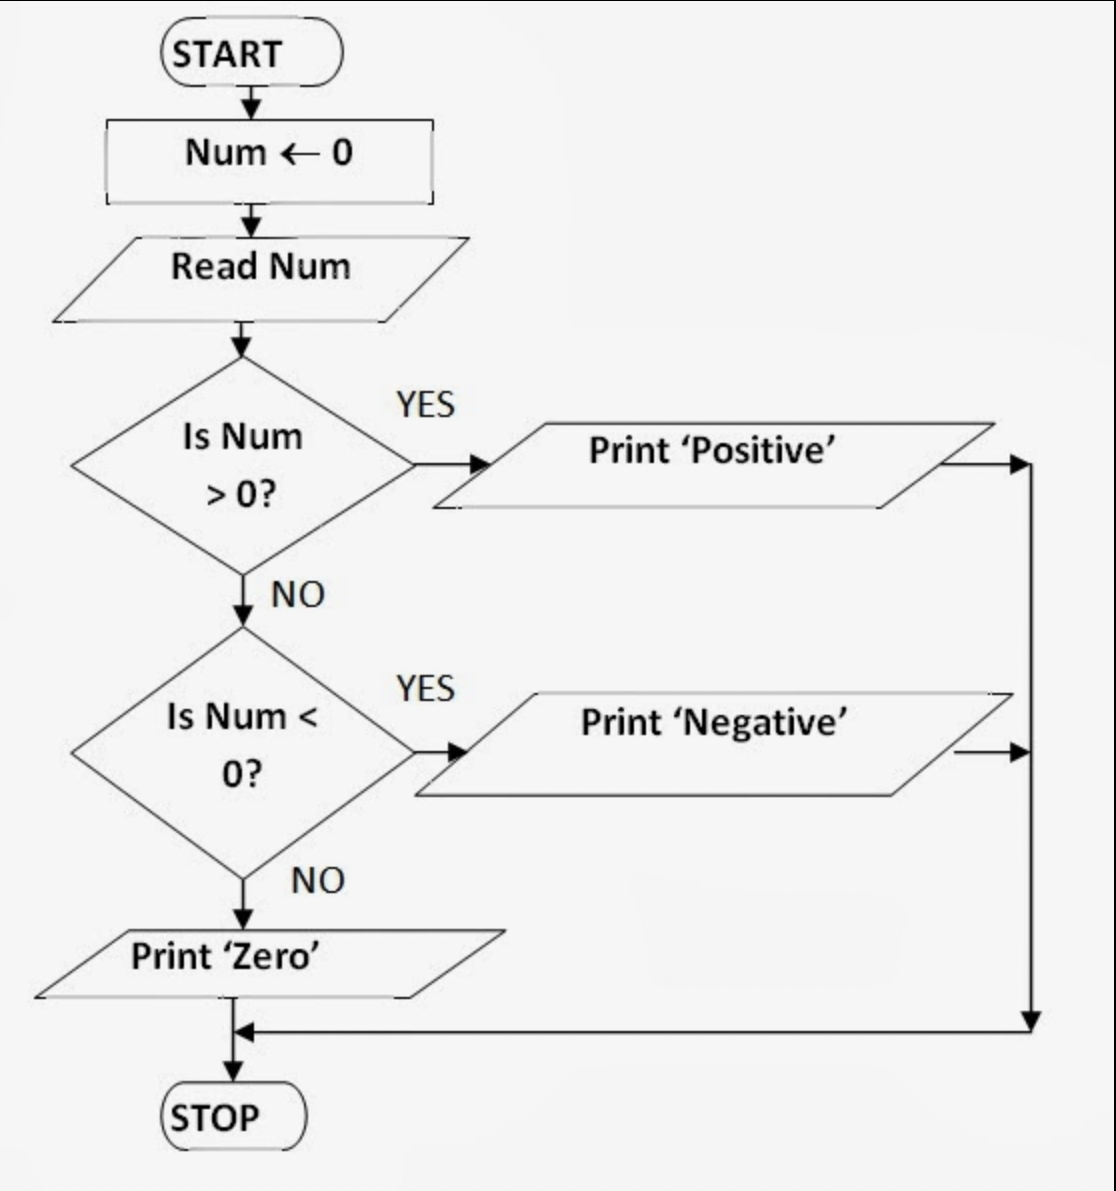 START
Num ← 0
Read Num
Is Num
> 0?
YES
Print ‘Positive’
NO
Is Num <
0?
YES
Print ‘Negative’
NO
Print ‘Zero’
STOP